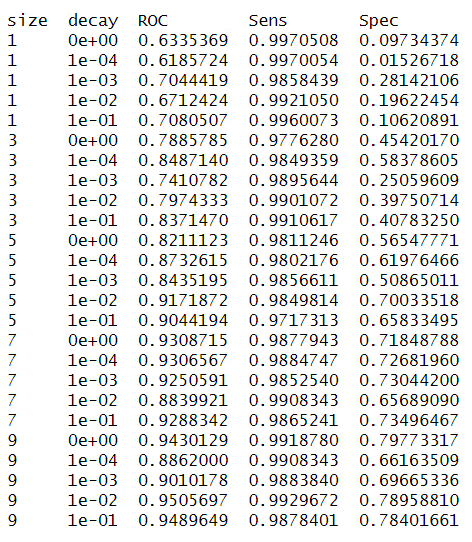 size decay ROC Sens Spec
1 0e+00 0.6335369 0.9970508 0.09734374
1 1e-04 0.6185724 0.9970054 0.01526718
1 1e-03 0.7044419 0.9858439 0.28142106
1 1e-02 0.6712424 0.9921050 0.19622454
1 1e-01 0.7080507 0.9960073 0.10620891
3 0e+00 0.7885785 0.9776280 0.45420170
3 1e-04 0.8487140 0.9849359 0.58378605
3 1e-03 0.7410782 0.9895644 0.25059609
3 1e-02 0.7974333 0.9901072 0.39750714
3 1e-01 0.8371470 0.9910617 0.40783250
5 0e+00 0.8211123 0.9811246 0.56547771
5 1e-04 0.8732615 0.9802176 0.61976466
5 1e-03 0.8435195 0.9856611 0.50865011
5 1e-02 0.9171872 0.9849814 0.70033518
5 1e-01 0.9044194 0.9717313 0.65833495
7 0e+00 0.9308715 0.9877943 0.71848788
7 1e-04 0.9306567 0.9884747 0.72681960
7 1e-03 0.9250591 0.9852540 0.73044200
7 1e-02 0.8839921 0.9908343 0.65689090
7 1e-01 0.9288342 0.9865241 0.73496467
9 0e+00 0.9430129 0.9918780 0.79773317
9 1e-04 0.8862000 0.9908343 0.66163509
9 1e-03 0.9010178 0.9883840 0.69665336
9 1e-02 0.9505697 0.9929672 0.78958810
9 1e-01 0.9489649 0.9878401 0.78401661